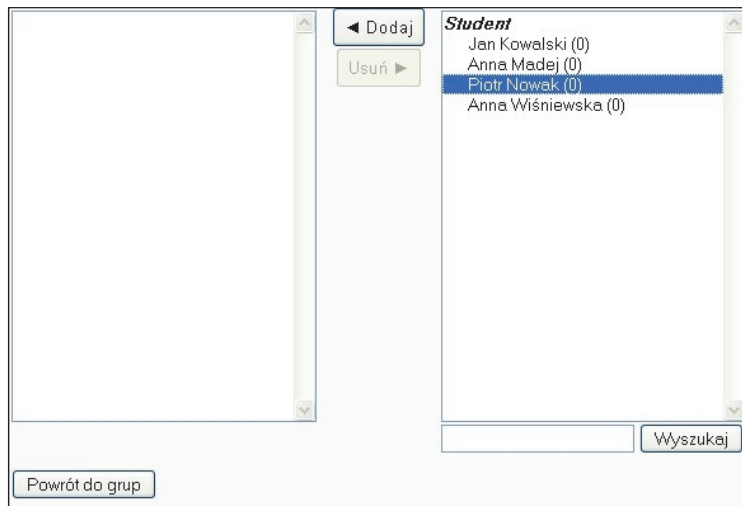 ◄ Dodaj
Usuń ►
Student
Jan Kowalski (0)
Anna Madej (0)
Piotr Nowak (0)
Anna Wiśniewska (0)
Wyszukaj
Powrót do grup